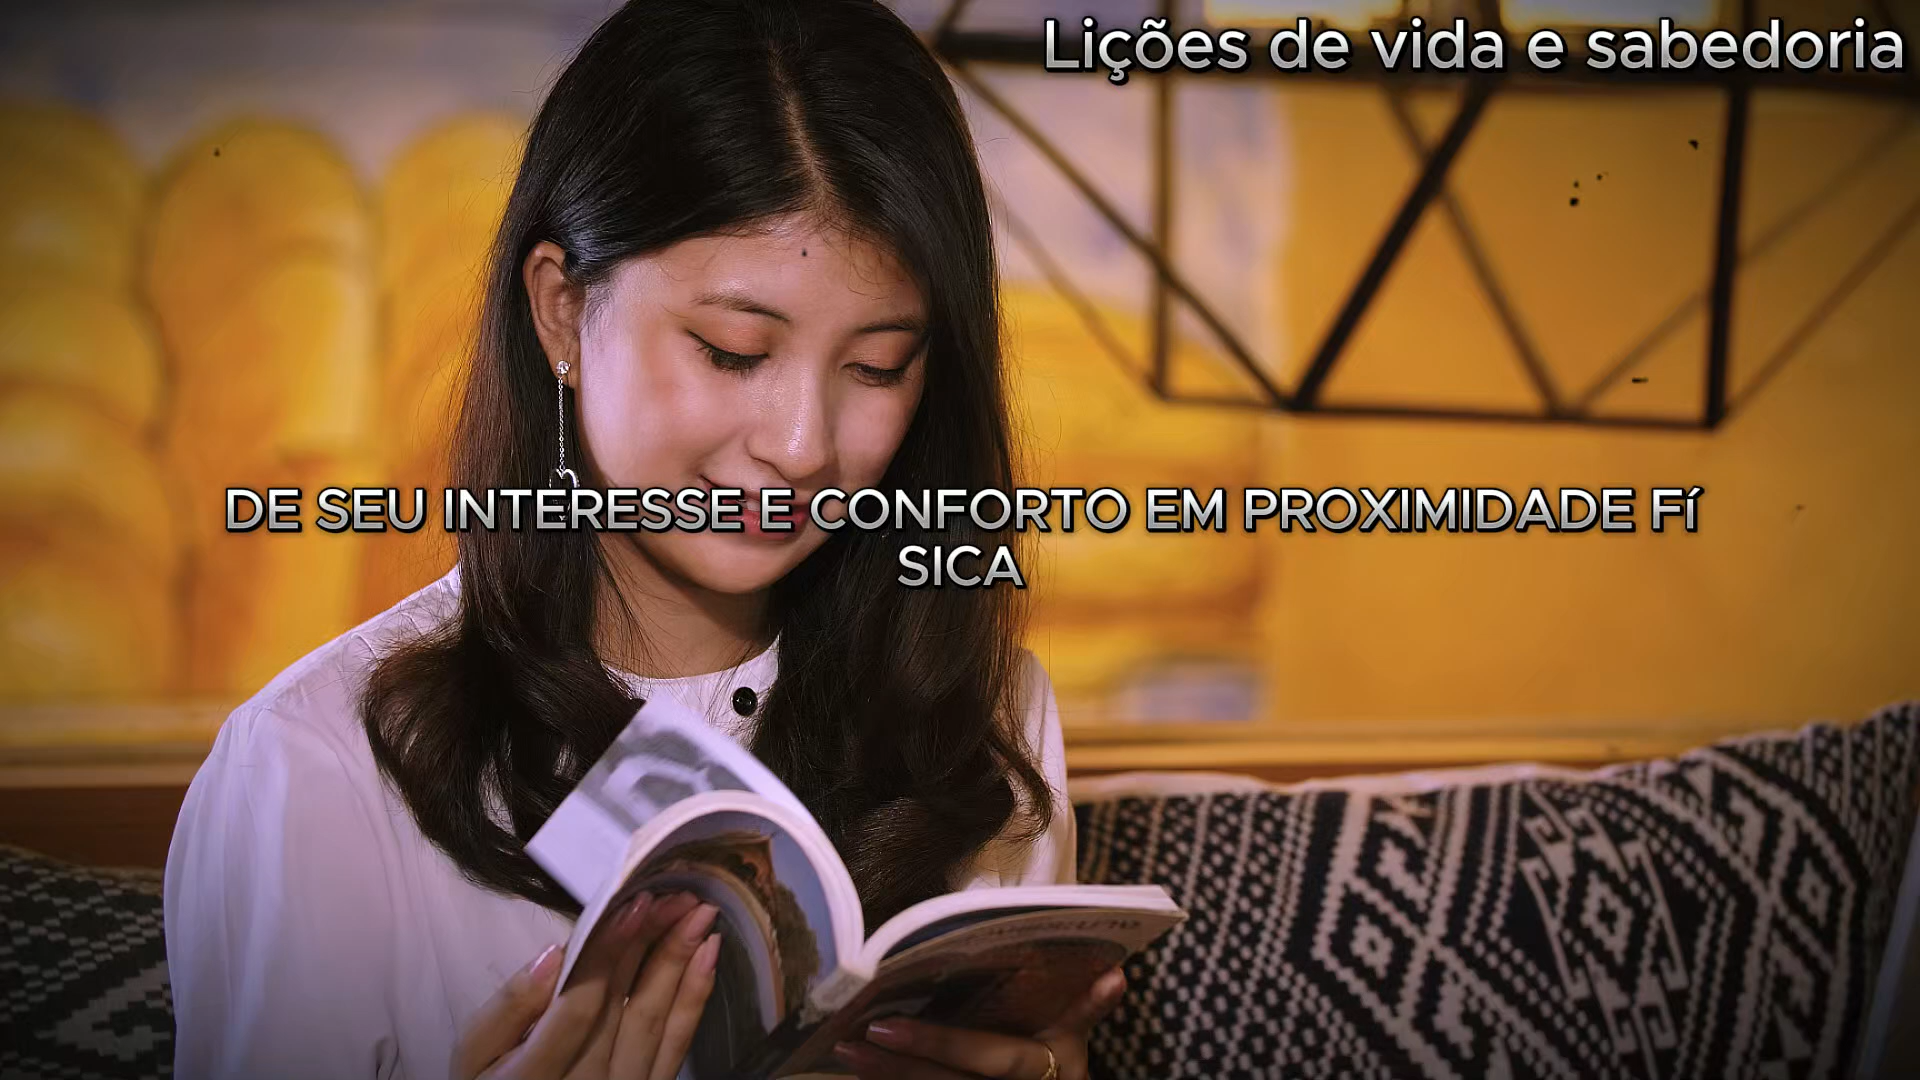 Lições de vida e sabedoria
DE SEU INTERESSE E CONFORTO EM PROXIMIDADE Fí
SICA